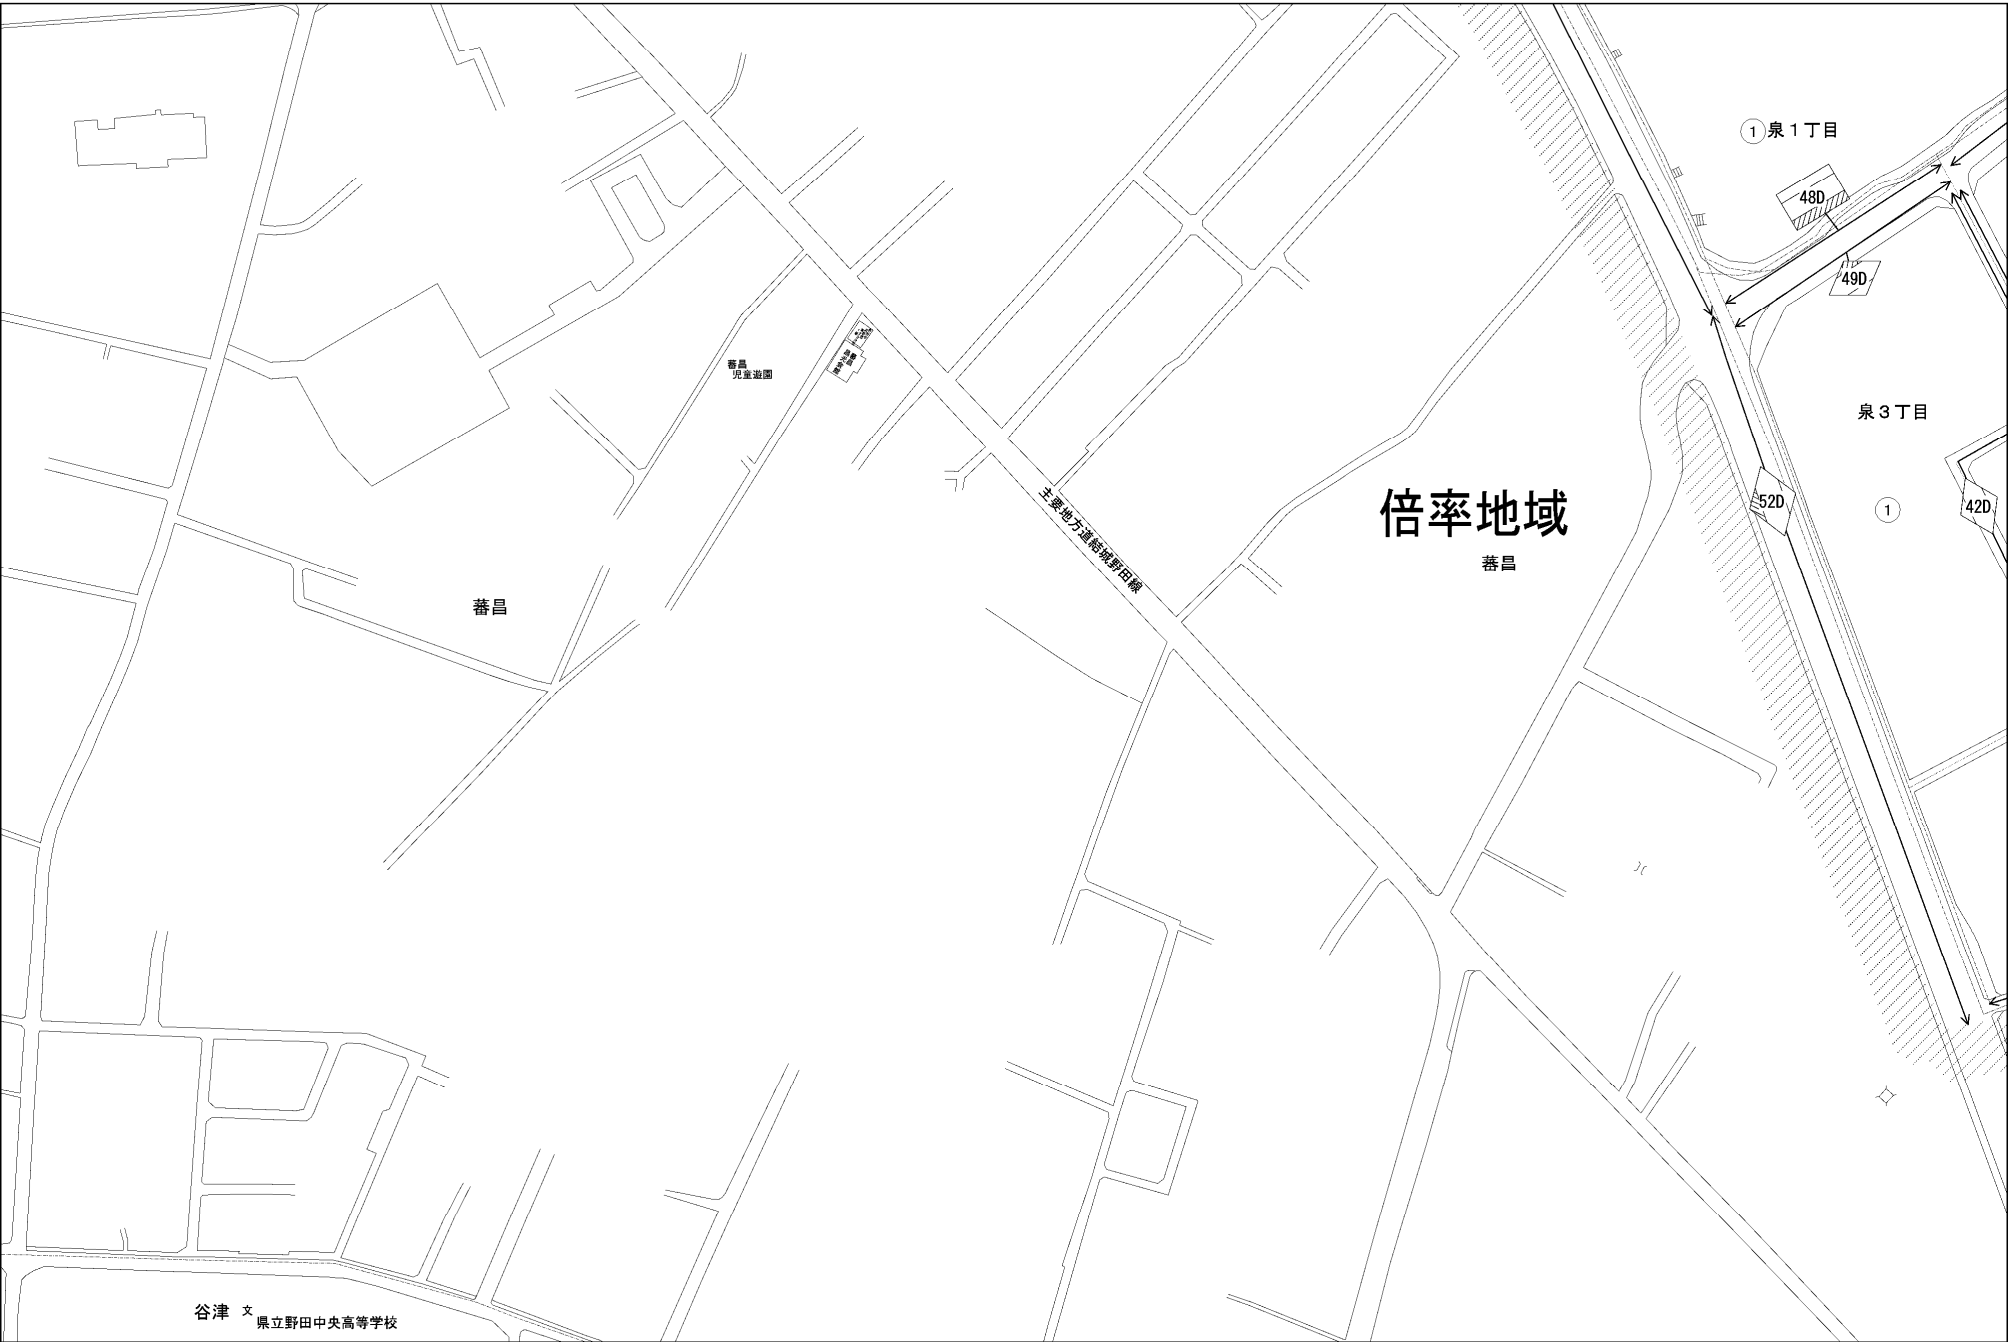 1 泉1丁目
48D
49D
蕃昌
児童遊園
泉3丁目
倍率地域
52D
1
42D
主要地方道結城野田線
蕃昌
蕃昌
谷津 文
県立野田中央高等学校